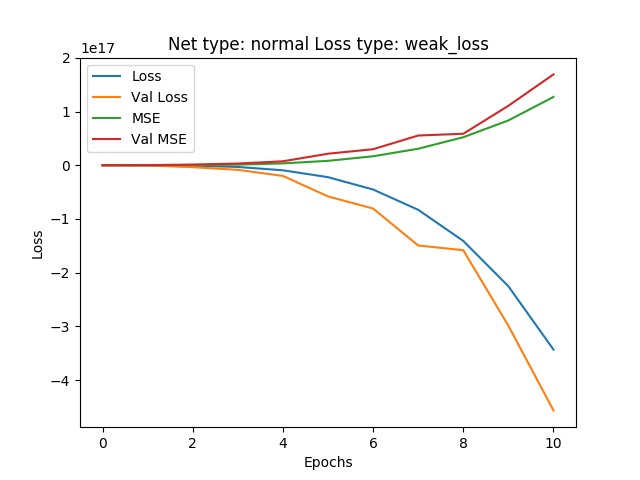 Net type: normal Loss type: weak_loss
1e17
Loss
Val Loss
MSE
Val MSE
2
1
0
−1
−2
−3
−4
Loss
0 2 4 6 8 10
Epochs